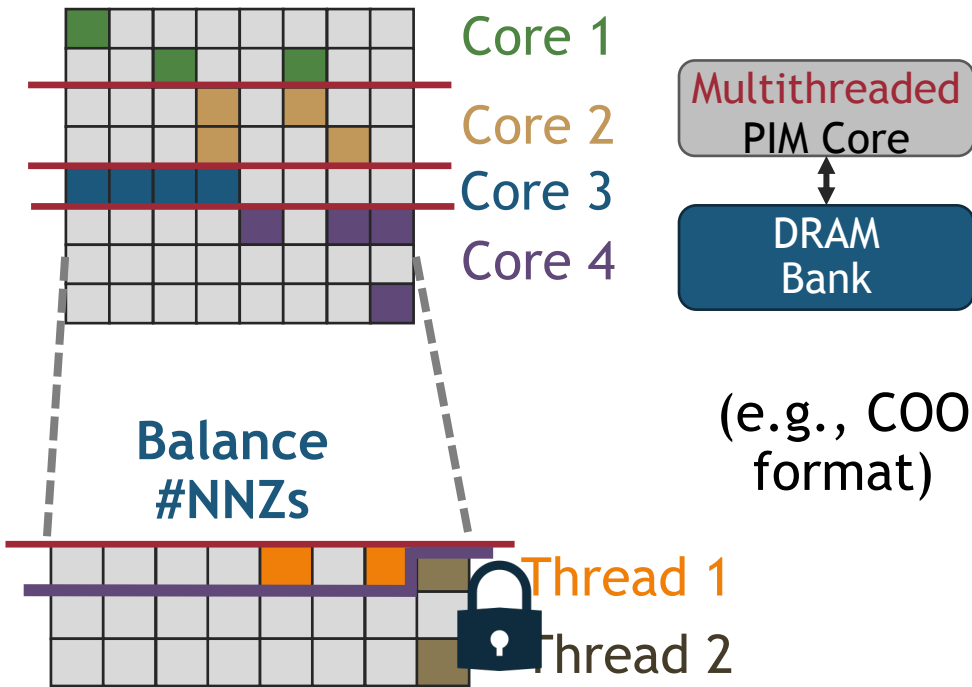 Core 1
Core 2
Core 3
Core 4
Multithreaded
PIM Core
DRAM
Bank
(e.g., COO
format)
Balance
#NNZs
Thread 1
Thread 2